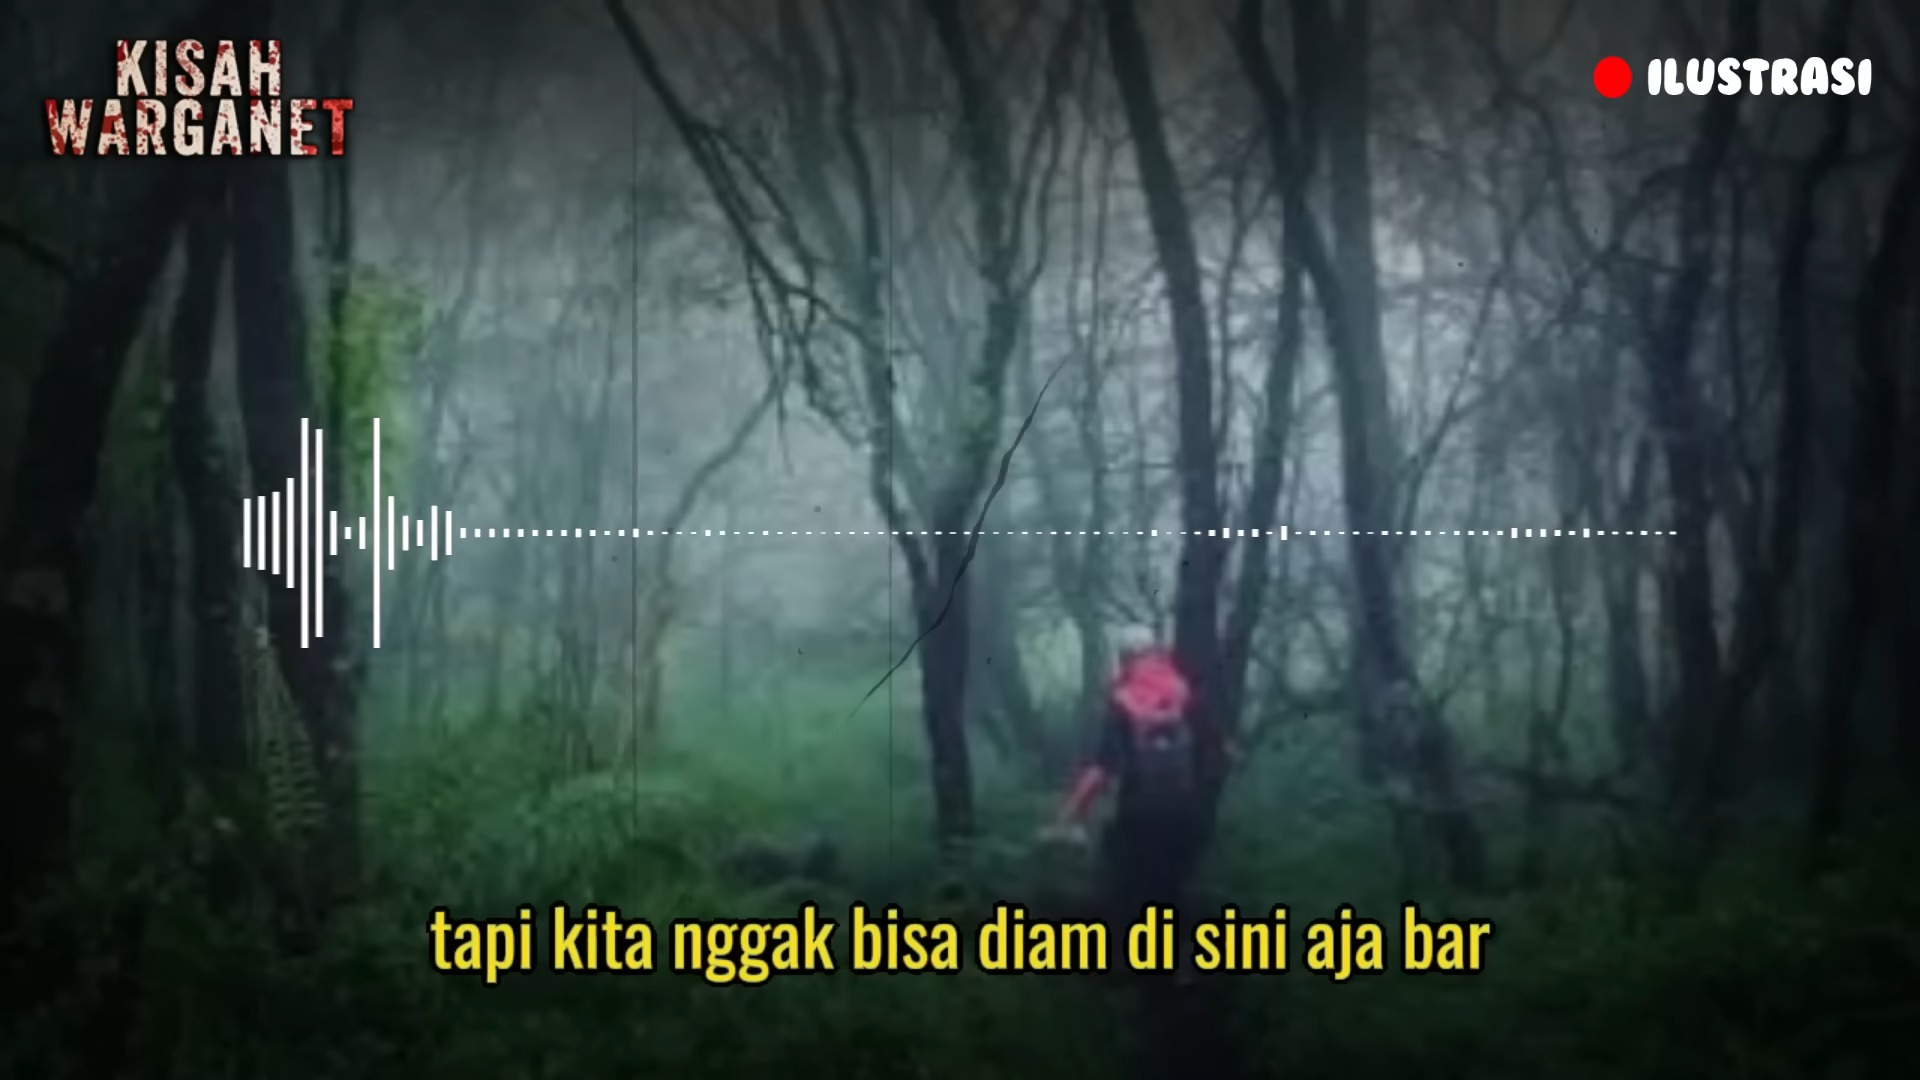 KISAH
WARGANET
ILUSTRASI
tapi kita nggak bisa diam di sini aja bar